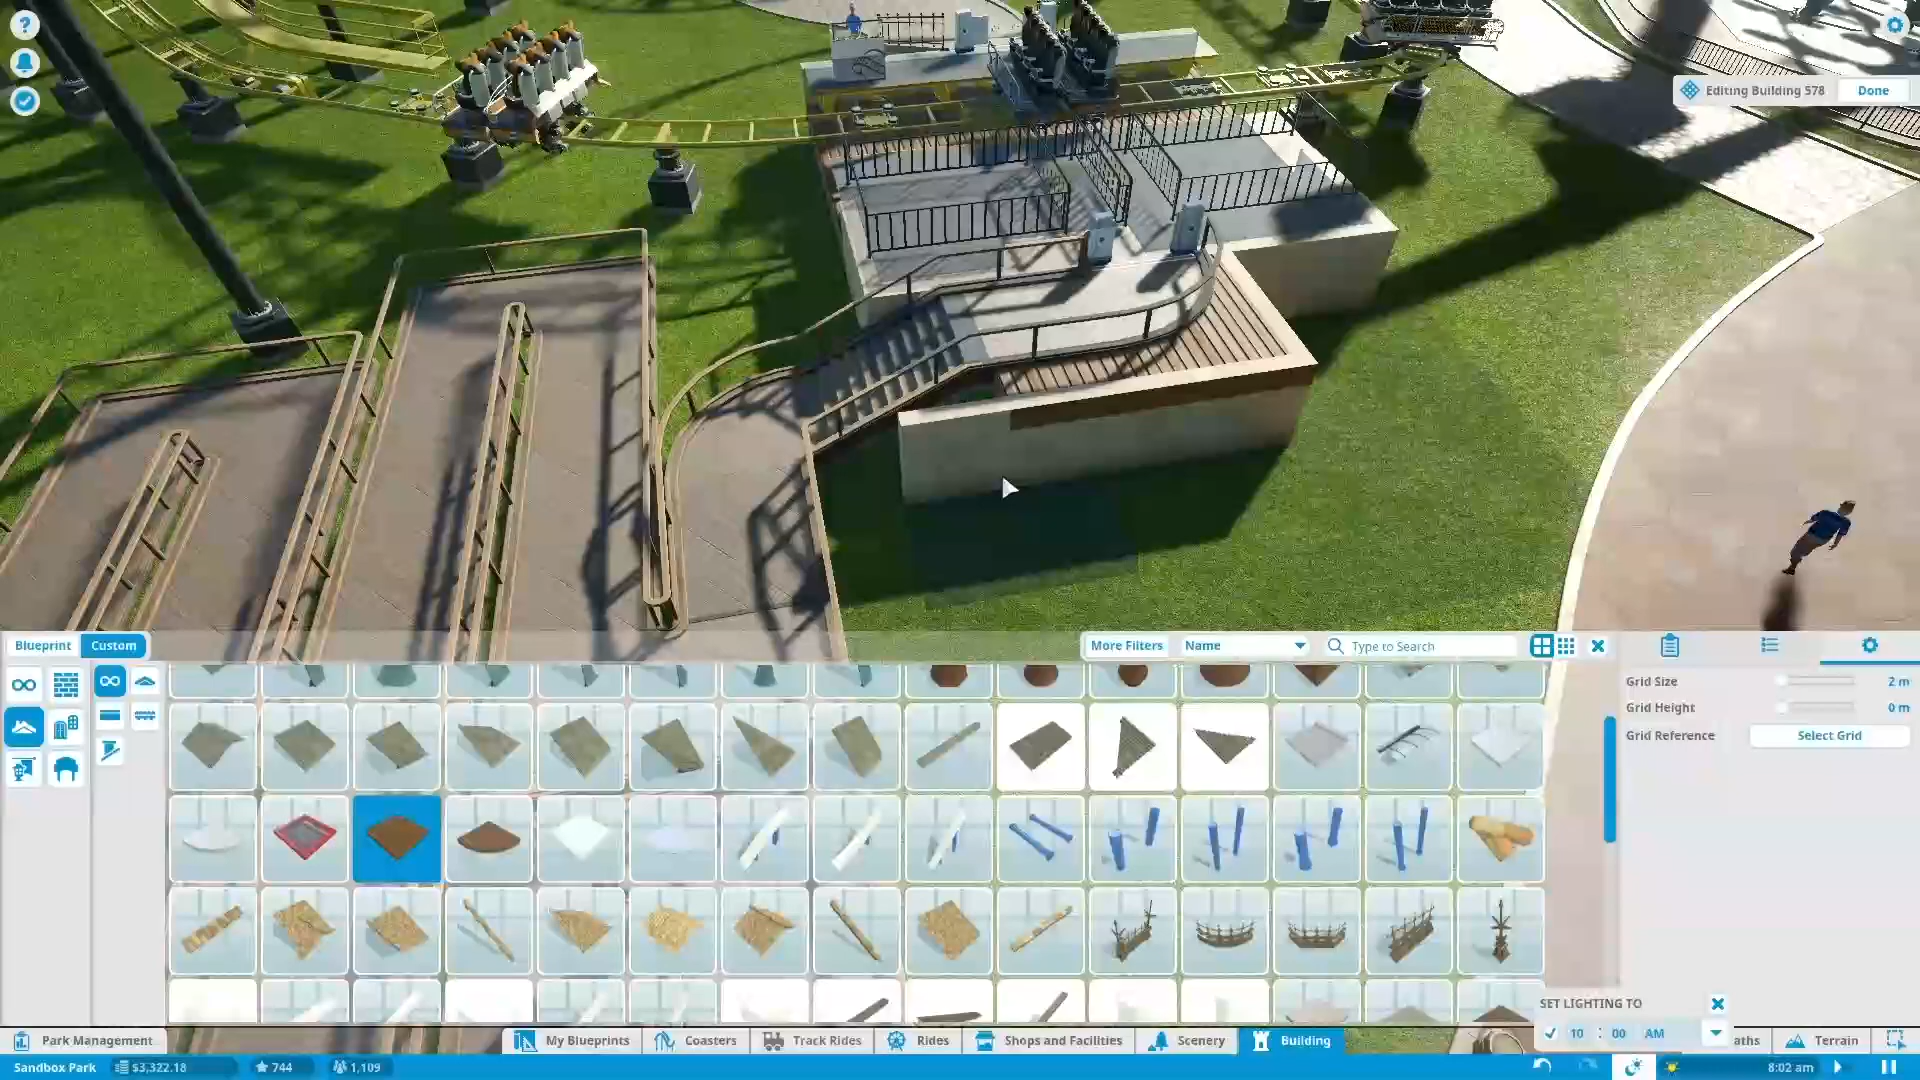 ?
Editing Building 578 Done
Blueprint Custom
More Filters Name Type to Search
Grid Size 2 m
Grid Height 0 m
Grid Reference Select Grid
SET LIGHTING TO
10 : 00 AM
Park Management My Blueprints Coasters Track Rides Rides Shops and Facilities Scenery Building aths Terrain
Sandbox Park $3,322.18 744 1,109 8:02 am